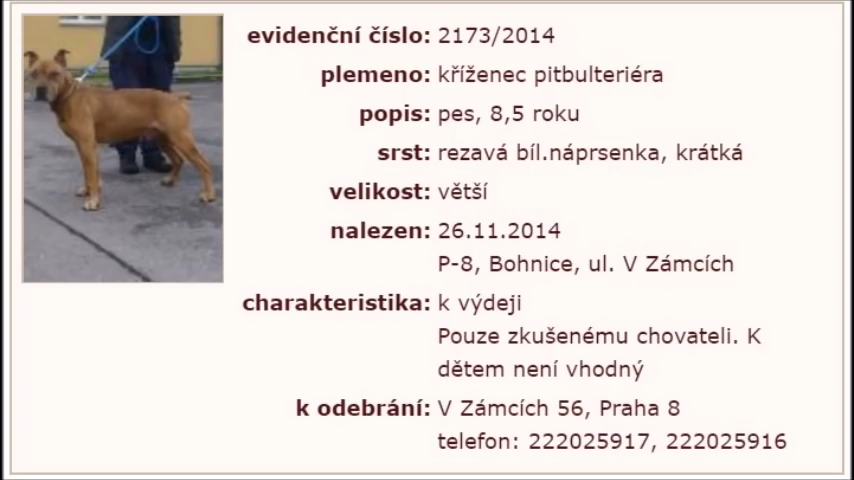 evidenční číslo: 2173/2014
plemeno: kříženec pitbulteriéra
popis: pes, 8,5 roku
srst: rezavá bíl.náprsenka, krátká
velikost: větší
nalezen: 26.11.2014
P-8, Bohnice, ul. V Zámcích
charakteristika: k výdeji
Pouze zkušenému chovateli. K
dětem není vhodný
k odebrání: V Zámcích 56, Praha 8
telefon: 222025917, 222025916